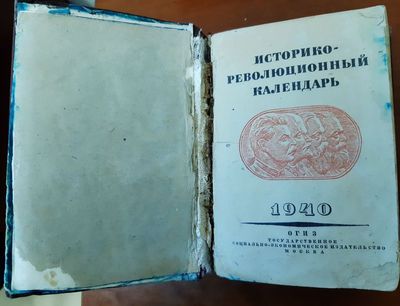 ИСТОРИКО-
РЕВОЛЮЦИОННЫЙ
КАЛЕНДАРЬ
1940
ОГИЗ
ГОСУДАРСТВЕННОЕ
СОЦИАЛЬНО-ЭКОНОМИЧЕСКОЕ ИЗДАТЕЛЬСТВО
МОСКВА